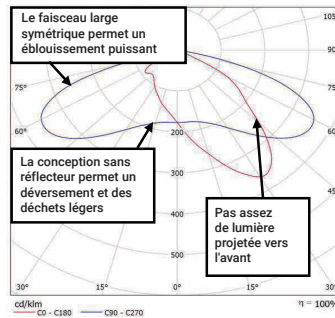 Le faisceau large
symétrique permet un
éblouissement puissant
105°
90°
75°
75°
60°
60°
200
La conception sans
réflecteur permet un
déversement et des
déchets légers
Pas assez
de lumière
projetée vers
l'avant
300
45°
400
500
30°
15°
0°
15°
30°
cd/klm
η = 100%
C0 - C180
C90 - C270